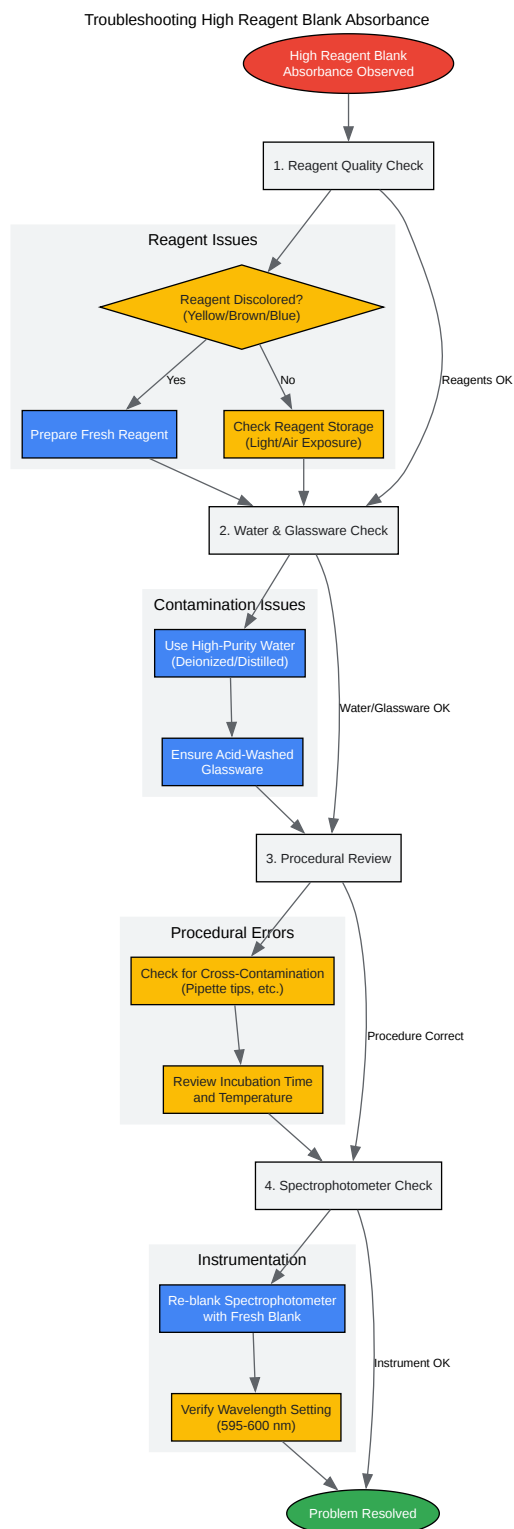 Troubleshooting High Reagent Blank Absorbance
High Reagent Blank
Absorbance Observed
1. Reagent Quality Check
Reagent Issues
Reagent Discolored?
(Yellow/Brown/Blue)
Yes
No
Reagents OK
Prepare Fresh Reagent
Check Reagent Storage
(Light/Air Exposure)
2. Water & Glassware Check
Contamination Issues
Use High-Purity Water
(Deionized/Distilled)
Water/Glassware OK
Ensure Acid-Washed
Glassware
3. Procedural Review
Procedural Errors
Check for Cross-Contamination
(Pipette tips, etc.)
Procedure Correct
Review Incubation Time
and Temperature
4. Spectrophotometer Check
Instrumentation
Re-blank Spectrophotometer
with Fresh Blank
Instrument OK
Verify Wavelength Setting
(595-600 nm)
Problem Resolved